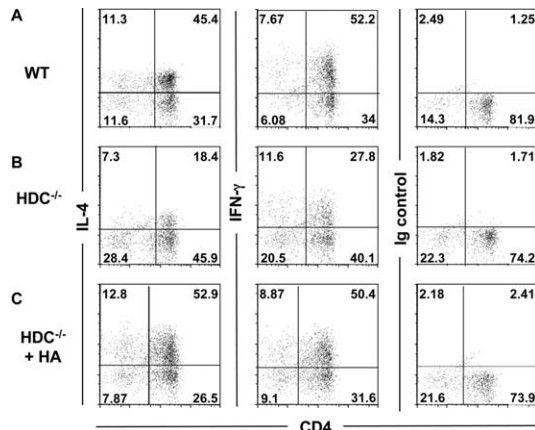 A
WT
11.3 45.4
11.6 31.7
7.67 52.2
6.08 34
2.49 1.25
14.3 81.9
B
HDC-/-
7.3 18.4
28.4 45.9
11.6 27.8
20.5 40.1
1.82 1.71
22.3 74.2
C
HDC-/-
+ HA
12.8 52.9
7.87 26.5
8.87 50.4
9.1 31.6
2.18 2.41
21.6 73.9
IL-4
IFN-γ
Ig control
CD4